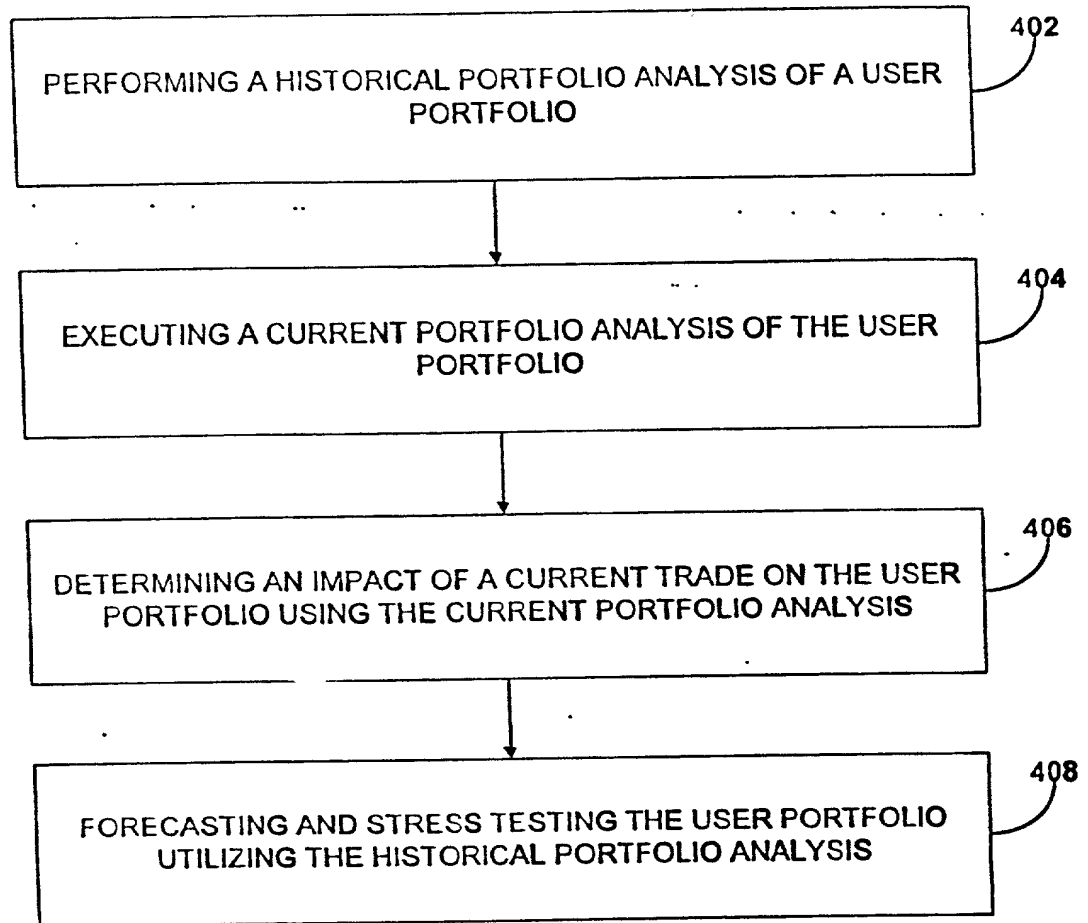 402
PERFORMING A HISTORICAL PORTFOLIO ANALYSIS OF A USER
PORTFOLIO
404
EXECUTING A CURRENT PORTFOLIO ANALYSIS OF THE USER
PORTFOLIO
406
DETERMINING AN IMPACT OF A CURRENT TRADE ON THE USER
PORTFOLIO USING THE CURRENT PORTFOLIO ANALYSIS
408
FORECASTING AND STRESS TESTING THE USER PORTFOLIO
UTILIZING THE HISTORICAL PORTFOLIO ANALYSIS